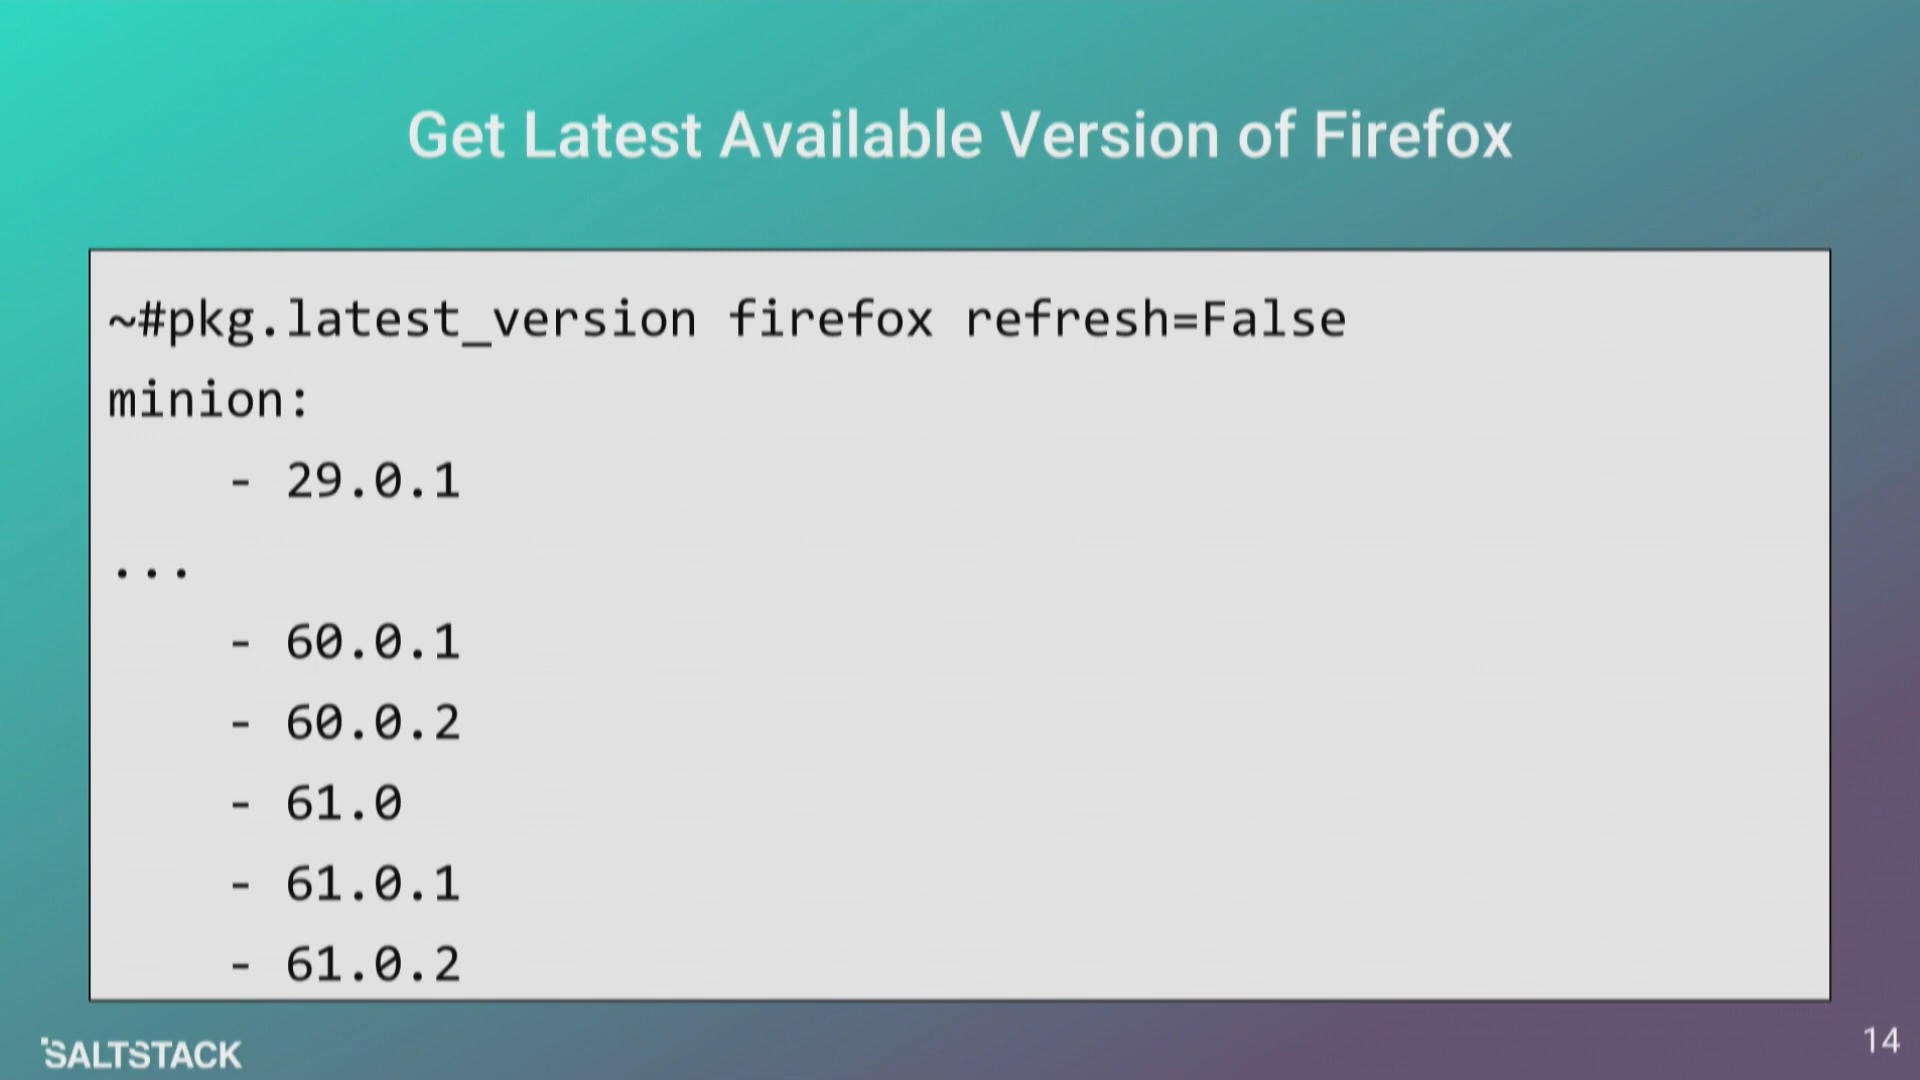 Get Latest Available Version of Firefox
~#pkg.latest_version firefox refresh=False
minion:
- 29.0.1
...
- 60.0.1
- 60.0.2
- 61.0
- 61.0.1
- 61.0.2
SALTSTACK
14